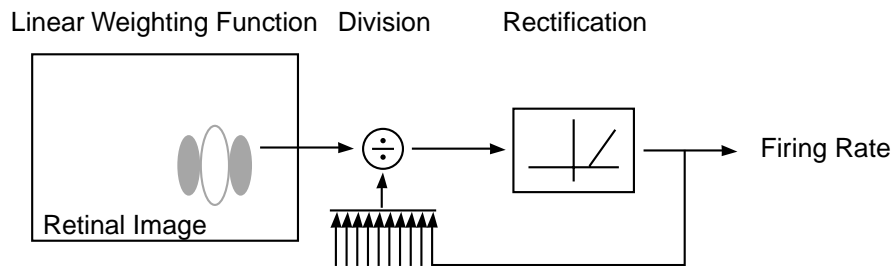 Linear Weighting Function
Division
Rectification
Retinal Image
÷
Firing Rate